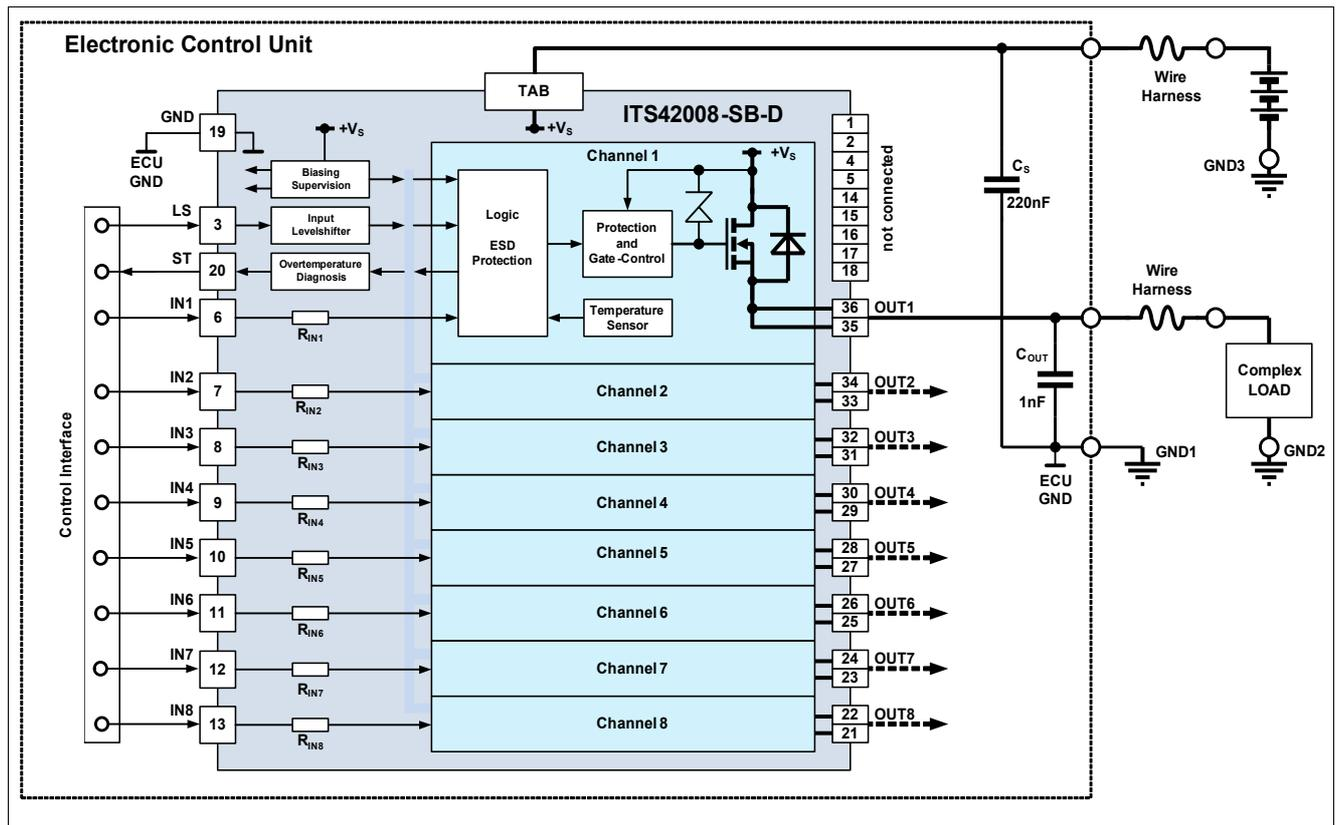 Electronic Control Unit
TAB
ITS42008-SB-D
GND
19
ECU
GND
+VS
+VS
Biasing
Supervision
LS
3
Input
Levelshifter
ST
20
Overtemperature
Diagnosis
IN1
6
RIN1
IN2
7
RIN2
IN3
8
RIN3
IN4
9
RIN4
IN5
10
RIN5
IN6
11
RIN6
IN7
12
RIN7
IN8
13
RIN8
Control Interface
Channel 1
+VS
Logic
ESD
Protection
Protection
and
Gate-Control
Temperature
Sensor
Channel 2
Channel 3
Channel 4
Channel 5
Channel 6
Channel 7
Channel 8
1
2
4
5
14
15
16
17
18
not connected
36
35
OUT1
34
33
OUT2
32
31
OUT3
30
29
OUT4
28
27
OUT5
26
25
OUT6
24
23
OUT7
22
21
OUT8
CS
220nF
COUT
1nF
ECU
GND
Wire
Harness
GND3
Wire
Harness
Complex
LOAD
GND1
GND2